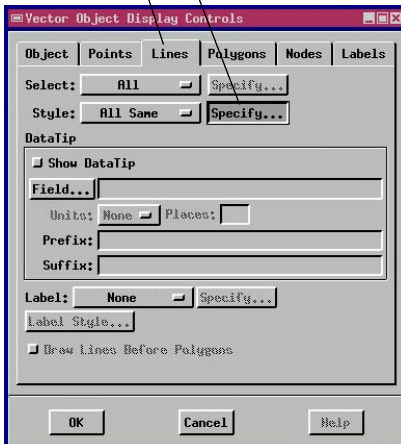 Vector Object Display Controls
Object Points Lines Polygons Nodes Labels
Select: All Specify...
Style: All Same Specify...
DataTip
Show DataTip
Field...
Units: None Places:
Prefix:
Suffix:
Label: None Specify...
Label Style...
Draw Lines Before Polygons
OK Cancel Help